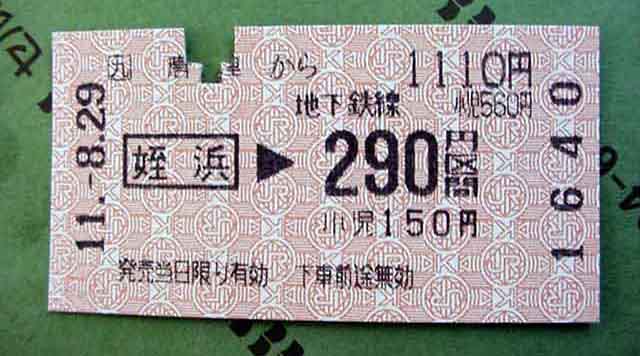 から 1110円
地下鉄線 小児560円
11.-8.29
姪浜 ▶ 290円区間
小児150円
発売当日限り有効 下車前途無効
1640